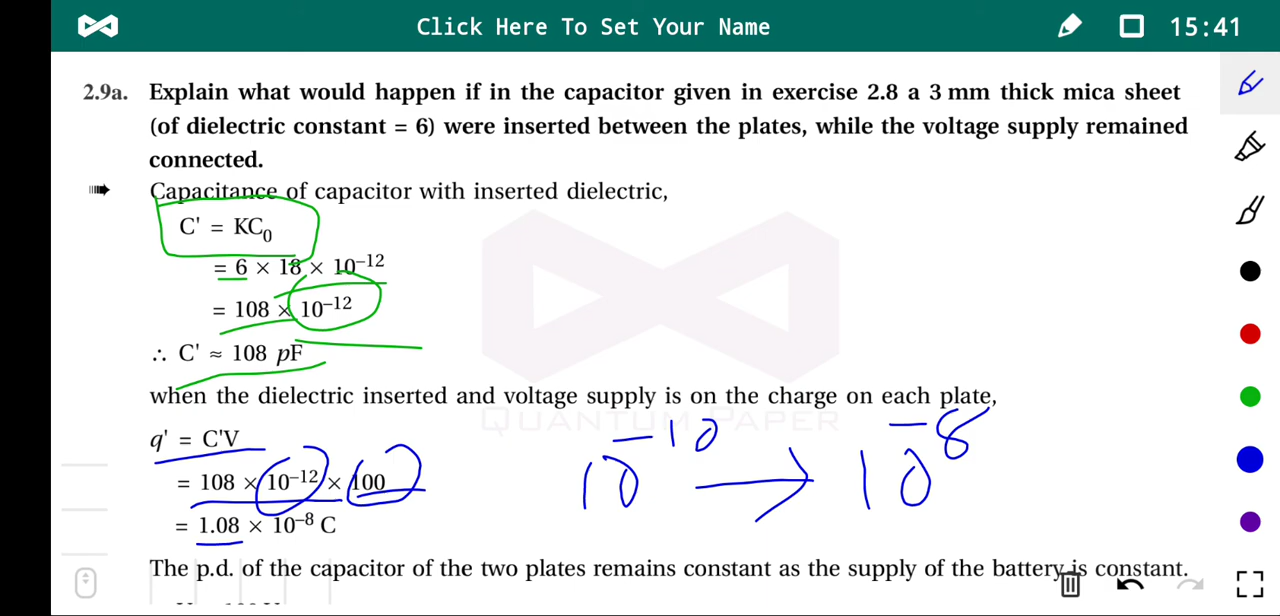 Click Here To Set Your Name
15:41
2.9a. Explain what would happen if in the capacitor given in exercise 2.8 a 3 mm thick mica sheet
(of dielectric constant = 6) were inserted between the plates, while the voltage supply remained
connected.
➠ Capacitance of capacitor with inserted dielectric,
C' = KC₀
= 6 × 18 × 10⁻¹²
= 108 × 10⁻¹²
∴ C' ≈ 108 pF
when the dielectric inserted and voltage supply is on the charge on each plate,
QUANTUM PAPER
q' = C'V
= 108 × 10⁻¹² × 100
10⁻¹⁰ → 10⁻⁸
= 1.08 × 10⁻⁸ C
The p.d. of the capacitor of the two plates remains constant as the supply of the battery is constant.